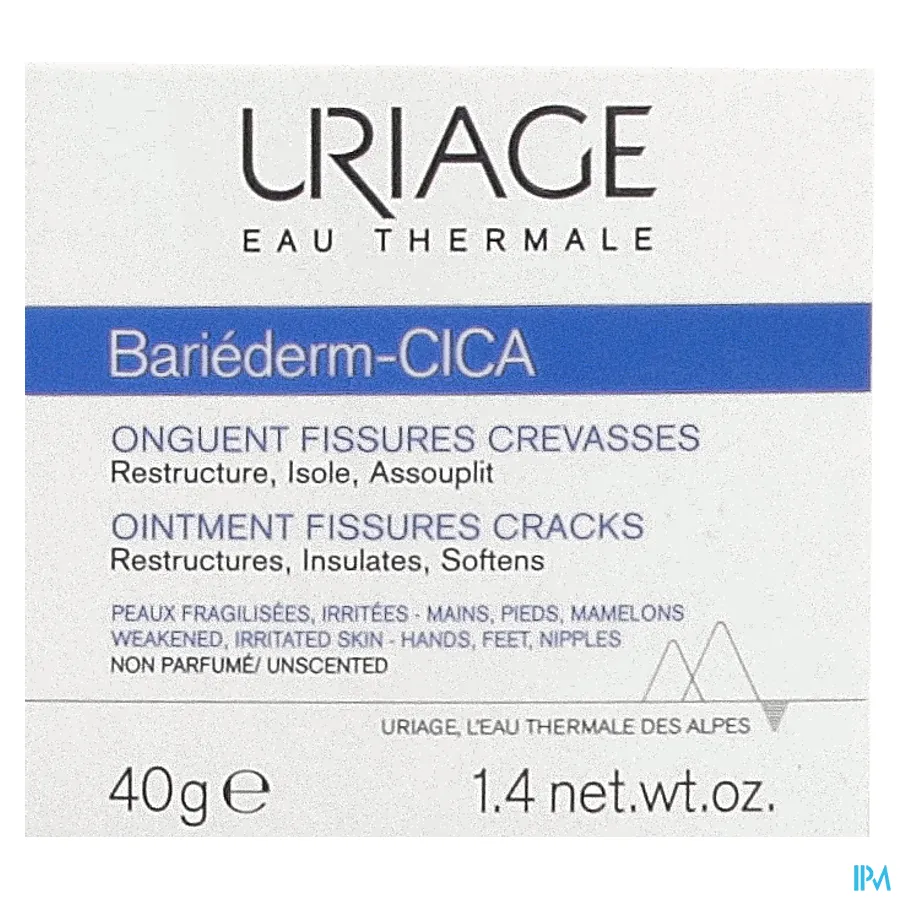 URIAGE
EAU THERMALE
Bariéderm-CICA
ONGUENT FISSURES CREVASSES
Restructure, Isole, Assouplit
OINTMENT FISSURES CRACKS
Restructures, Insulates, Softens
PEAUX FRAGILISÉES, IRRITÉES - MAINS, PIEDS, MAMELONS
WEAKENED, IRRITATED SKIN - HANDS, FEET, NIPPLES
NON PARFUMÉ/ UNSCENTED
URIAGE, L'EAU THERMALE DES ALPES
40g e 1.4 net.wt.oz.
IPM